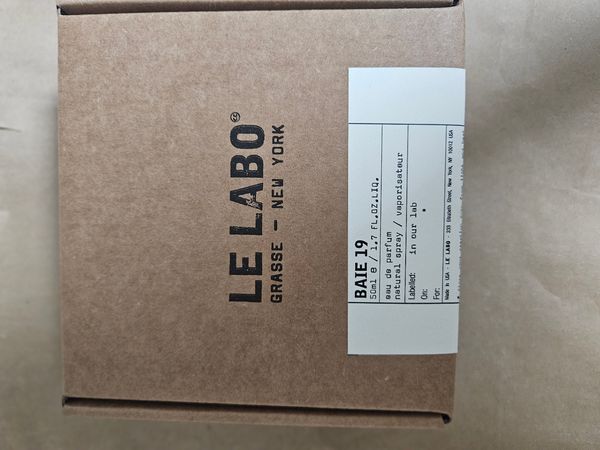 LE LABO
GRASSE — NEW YORK
BAIE 19
50ml e / 1.7 FL.OZ.LIQ.
eau de parfum
natural spray / vaporisateur
Labelled: in our lab
On: *
For:
Made in USA - LE LABO - 233 Elizabeth Street, New York, NY 10012 USA